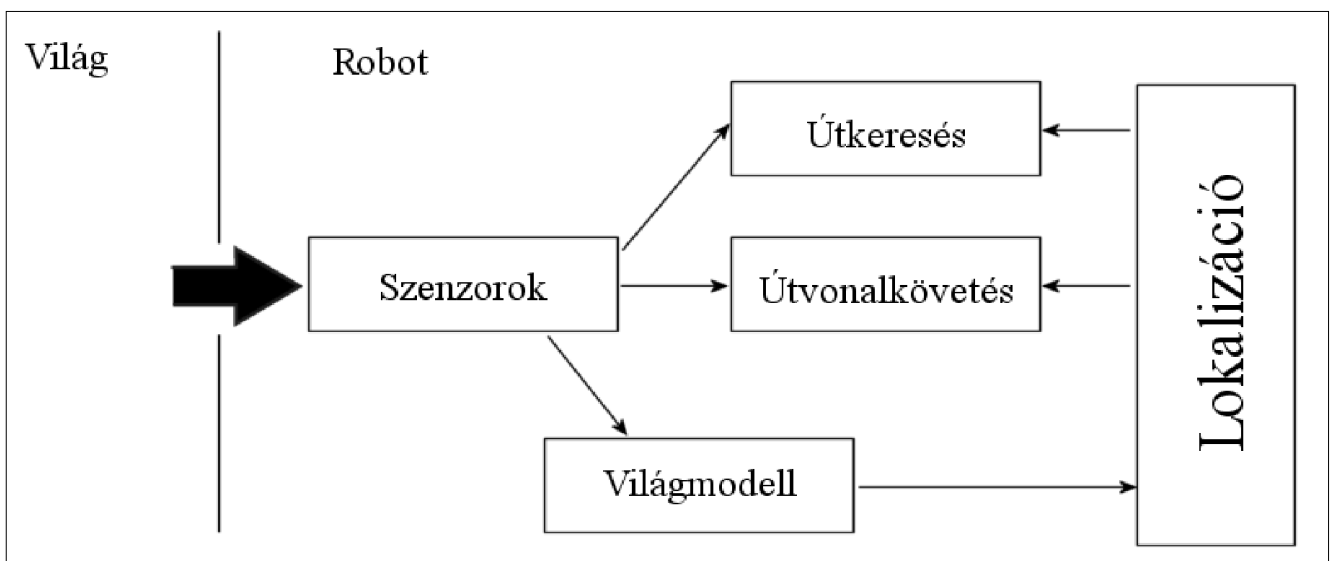 Világ
Robot
Útkeresés
Szenzorok
Útvonalkövetés
Világmodell
Lokalizáció